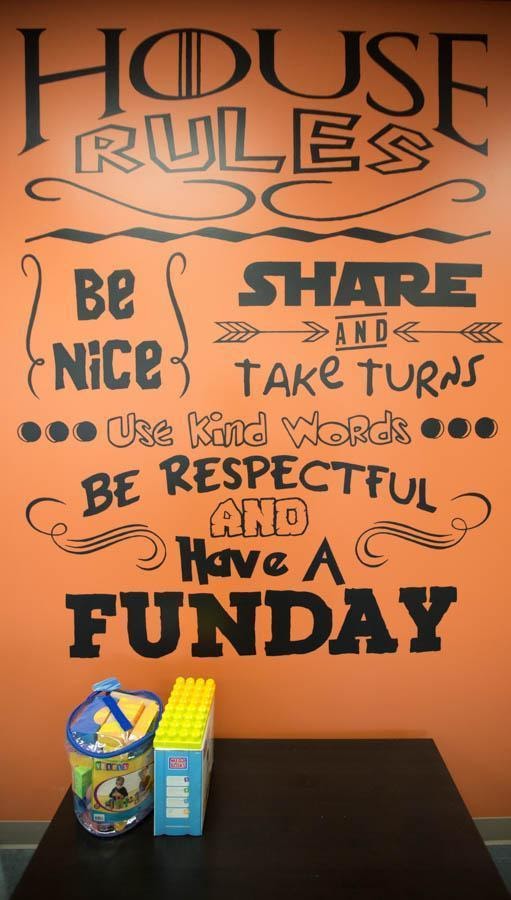 HOUSE
RULES
Be
Nice
SHARE
AND
TAKe TURNS
Use Kind Words
BE RESPECTFUL
AND
Have A
FUNDAY